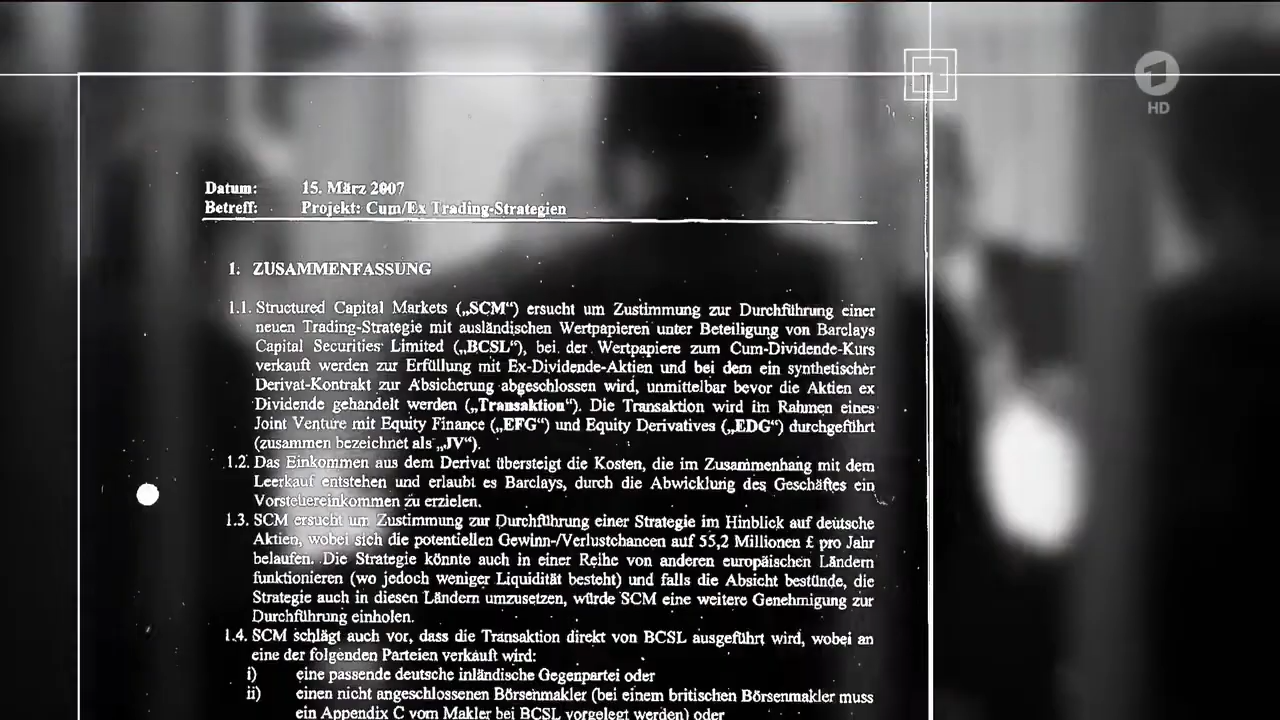 1
HD
Datum: 15. März 2007
Betreff: Projekt: Cum/Ex Trading-Strategien
1. ZUSAMMENFASSUNG
1.1. Structured Capital Markets („SCM“) ersucht um Zustimmung zur Durchführung einer
neuen Trading-Strategie mit ausländischen Wertpapieren unter Beteiligung von Barclays
Capital Securities Limited („BCSL“), bei der Wertpapiere zum Cum-Dividende-Kurs
verkauft werden zur Erfüllung mit Ex-Dividende-Aktien und bei dem ein synthetischer
Derivat-Kontrakt zur Absicherung abgeschlossen wird, unmittelbar bevor die Aktien ex
Dividende gehandelt werden („Transaktion“). Die Transaktion wird im Rahmen eines
Joint Venture mit Equity Finance („EFG“) und Equity Derivatives („EDG“) durchgeführt
(zusammen bezeichnet als „JV“).
1.2. Das Einkommen aus dem Derivat übersteigt die Kosten, die im Zusammenhang mit dem
Leerkauf entstehen und erlaubt es Barclays, durch die Abwicklung des Geschäftes ein
Vorsteuereinkommen zu erzielen.
1.3. SCM ersucht um Zustimmung zur Durchführung einer Strategie im Hinblick auf deutsche
Aktien, wobei sich die potentiellen Gewinn-/Verlustchancen auf 55,2 Millionen £ pro Jahr
belaufen. Die Strategie könnte auch in einer Reihe von anderen europäischen Ländern
funktionieren (wo jedoch weniger Liquidität besteht) und falls die Absicht bestünde, die
Strategie auch in diesen Ländern umzusetzen, würde SCM eine weitere Genehmigung zur
Durchführung einholen.
1.4. SCM schlägt auch vor, dass die Transaktion direkt von BCSL ausgeführt wird, wobei an
eine der folgenden Parteien verkauft wird:
i) eine passende deutsche inländische Gegenpartei oder
ii) einen nicht angeschlossenen Börsenmakler (bei einem britischen Börsenmakler muss
ein Appendix C vom Makler bei BCSL vorgelegt werden) oder